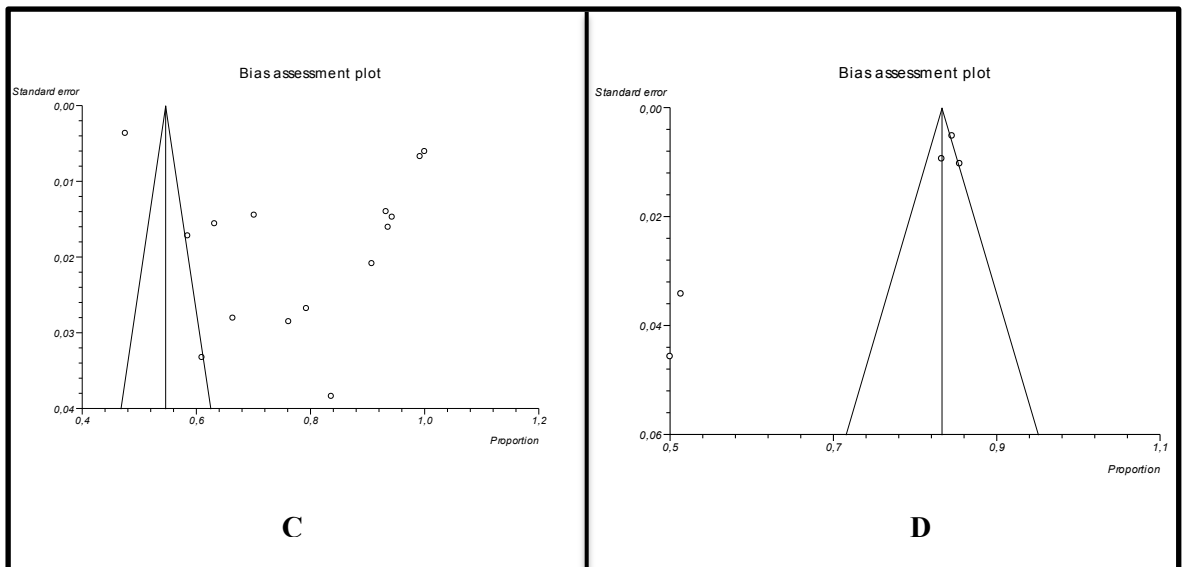 Bias assessment plot
Standard error
0,00
0,01
0,02
0,03
0,04
0,4
0,6
0,8
1,0
1,2
Proportion
C
Bias assessment plot
Standard error
0,00
0,02
0,04
0,06
0,5
0,7
0,9
1,1
Proportion
D